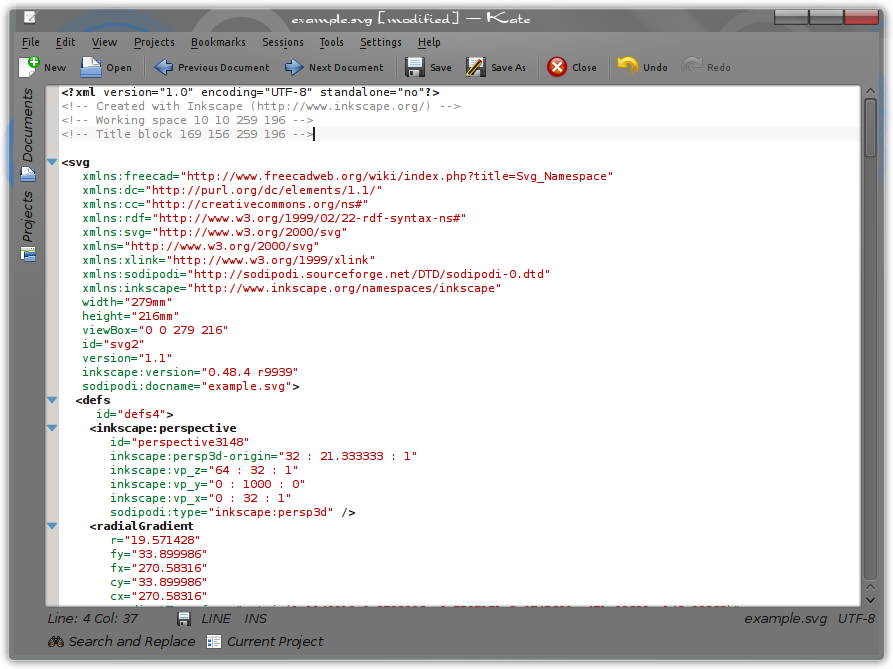 example.svg [modified] — Kate
File Edit View Projects Bookmarks Sessions Tools Settings Help
New Open Previous Document Next Document Save Save As Close Undo Redo
Documents
Projects
<?xml version="1.0" encoding="UTF-8" standalone="no"?>
<!-- Created with Inkscape (http://www.inkscape.org/) -->
<!-- Working space 10 10 259 196 -->
<!-- Title block 169 156 259 196 -->
<svg
xmlns:freecad="http://www.freecadweb.org/wiki/index.php?title=Svg_Namespace"
xmlns:dc="http://purl.org/dc/elements/1.1/"
xmlns:cc="http://creativecommons.org/ns#"
xmlns:rdf="http://www.w3.org/1999/02/22-rdf-syntax-ns#"
xmlns:svg="http://www.w3.org/2000/svg"
xmlns="http://www.w3.org/2000/svg"
xmlns:xlink="http://www.w3.org/1999/xlink"
xmlns:sodipodi="http://sodipodi.sourceforge.net/DTD/sodipodi-0.dtd"
xmlns:inkscape="http://www.inkscape.org/namespaces/inkscape"
width="279mm"
height="216mm"
viewBox="0 0 279 216"
id="svg2"
version="1.1"
inkscape:version="0.48.4 r9939"
sodipodi:docname="example.svg">
<defs
id="defs4">
<inkscape:perspective
id="perspective3148"
inkscape:persp3d-origin="32 : 21.333333 : 1"
inkscape:vp_z="64 : 32 : 1"
inkscape:vp_y="0 : 1000 : 0"
inkscape:vp_x="0 : 32 : 1"
sodipodi:type="inkscape:persp3d" />
<radialGradient
r="19.571428"
fy="33.899986"
fx="270.58316"
cy="33.899986"
cx="270.58316"
Line: 4 Col: 37 LINE INS example.svg UTF-8
Search and Replace Current Project